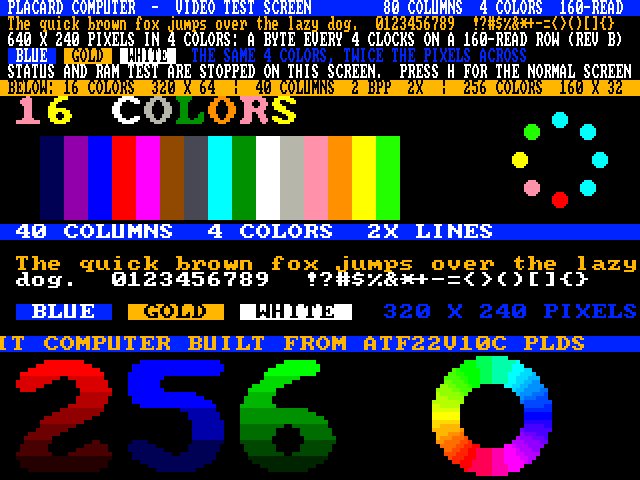 PLACARD COMPUTER - VIDEO TEST SCREEN 80 COLUMNS 4 COLORS 160-READ
The quick brown fox jumps over the lazy dog. 0123456789 !?#$%&*+-=<>()[]{}
640 X 240 PIXELS IN 4 COLORS: A BYTE EVERY 4 CLOCKS ON A 160-READ ROW (REV B)
BLUE GOLD WHITE THE SAME 4 COLORS, TWICE THE PIXELS ACROSS
STATUS AND RAM TEST ARE STOPPED ON THIS SCREEN. PRESS H FOR THE NORMAL SCREEN
BELOW: 16 COLORS 320 X 64 ¦ 40 COLUMNS 2 BPP 2X ¦ 256 COLORS 160 X 32
16 COLORS
40 COLUMNS 4 COLORS 2X LINES
The quick brown fox jumps over the lazy
dog. 0123456789 !?#$%&*+-=<>()[]{}
BLUE GOLD WHITE 320 X 240 PIXELS
IT COMPUTER BUILT FROM ATF22V10C PLDS
256